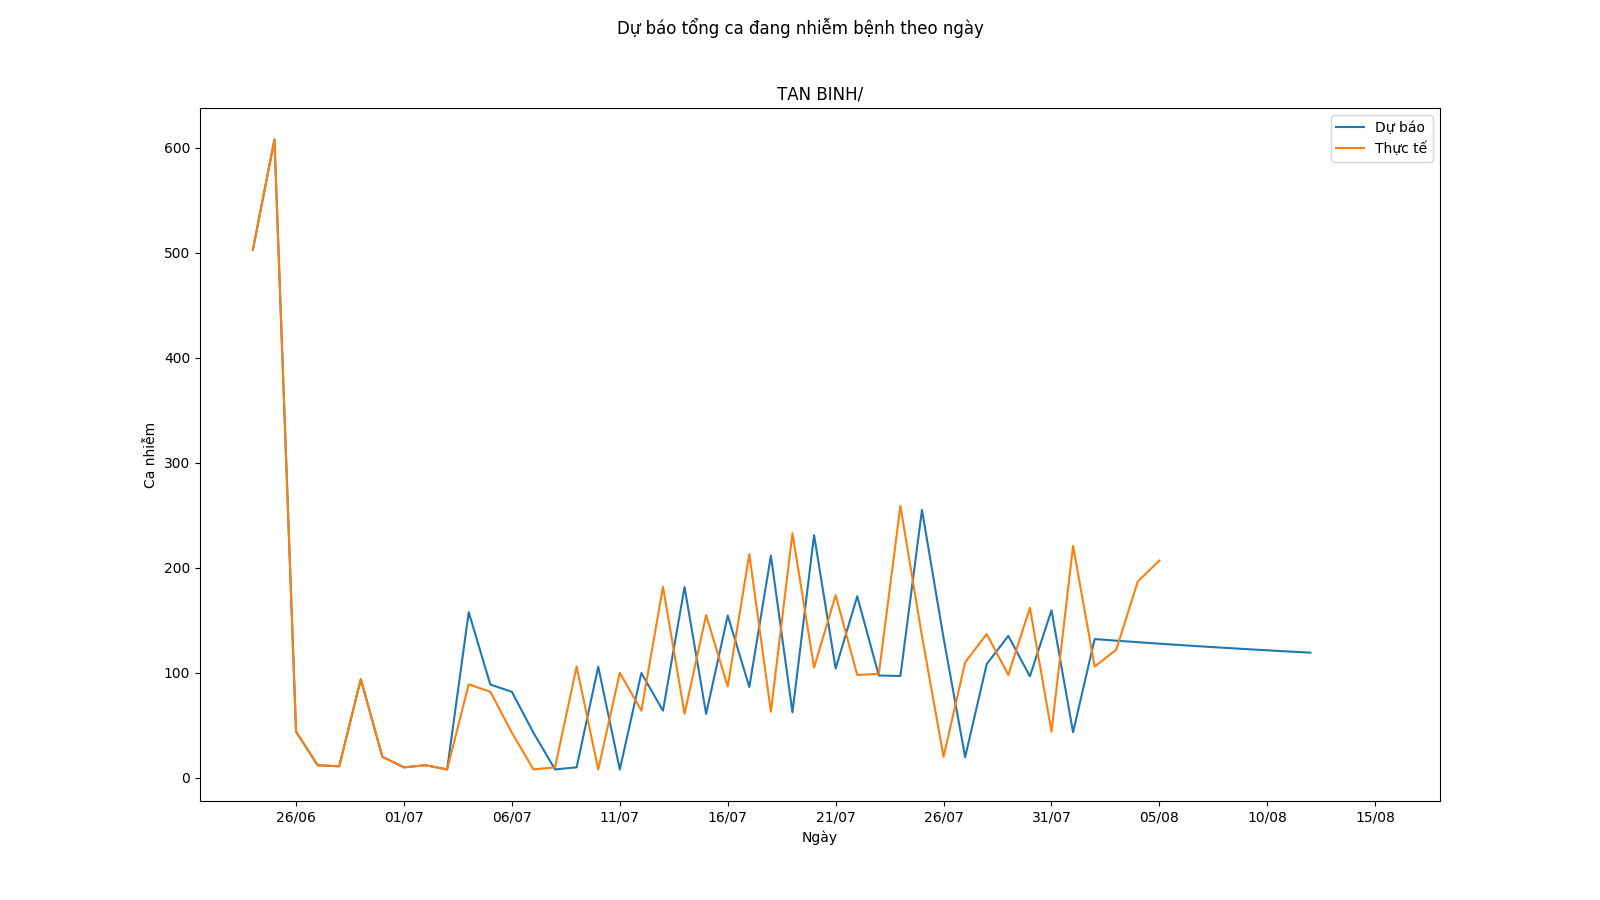 Dự báo tổng ca đang nhiễm bệnh theo ngày
TAN BINH/
Dự báo
Thực tế
600
500
400
300
200
100
0
Ca nhiễm
26/06 01/07 06/07 11/07 16/07 21/07 26/07 31/07 05/08 10/08 15/08
Ngày